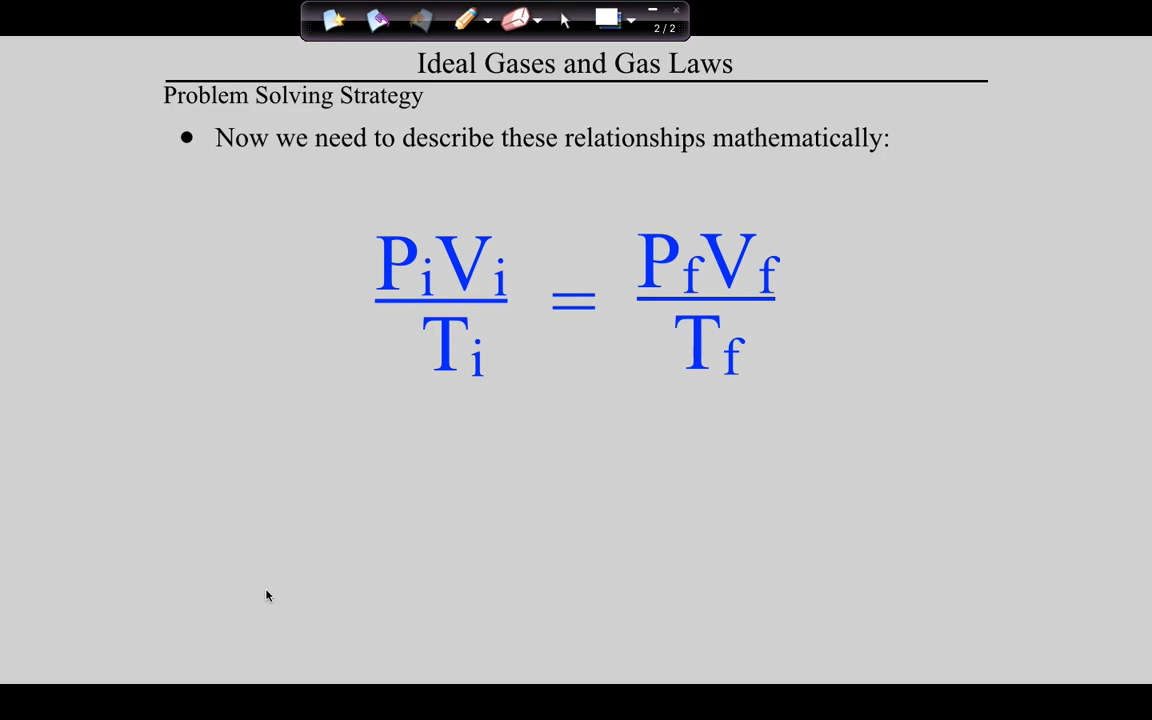 2 / 2
Ideal Gases and Gas Laws
Problem Solving Strategy
● Now we need to describe these relationships mathematically:
PiVi = PfVf
Ti Tf